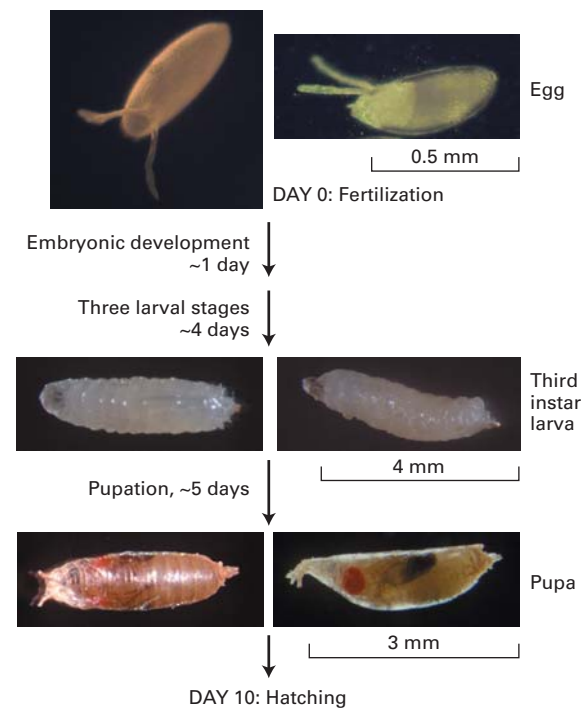 Egg
0.5 mm
DAY 0: Fertilization
Embryonic development
~1 day
Three larval stages
~4 days
Third
instar
larva
4 mm
Pupation, ~5 days
Pupa
3 mm
DAY 10: Hatching